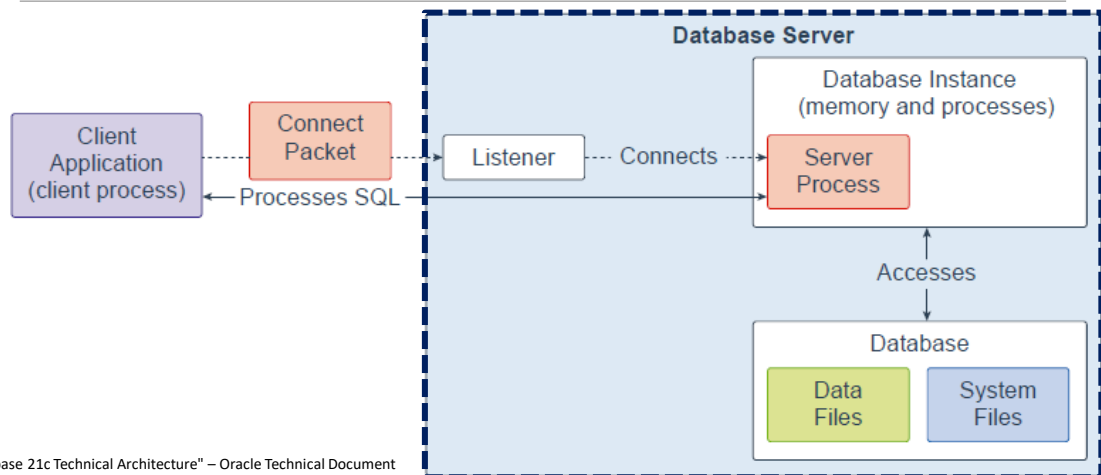 Database Server
Client
Application
(client process)
Connect
Packet
Listener
Connects
Processes SQL
Database Instance
(memory and processes)
Server
Process
Accesses
Database
Data
Files
System
Files
21c Technical Architecture" – Oracle Technical Document